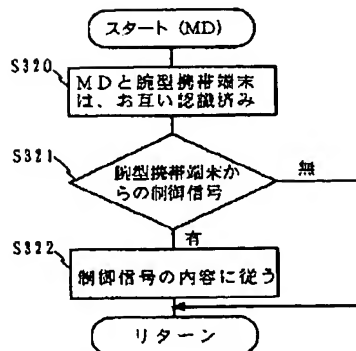 スタート(MD)
S320
MDと腕型携帯端末
は、お互い認識済み
S321
腕型携帯端末か
らの制御信号
無
有
S322
制御信号の内容に従う
リターン